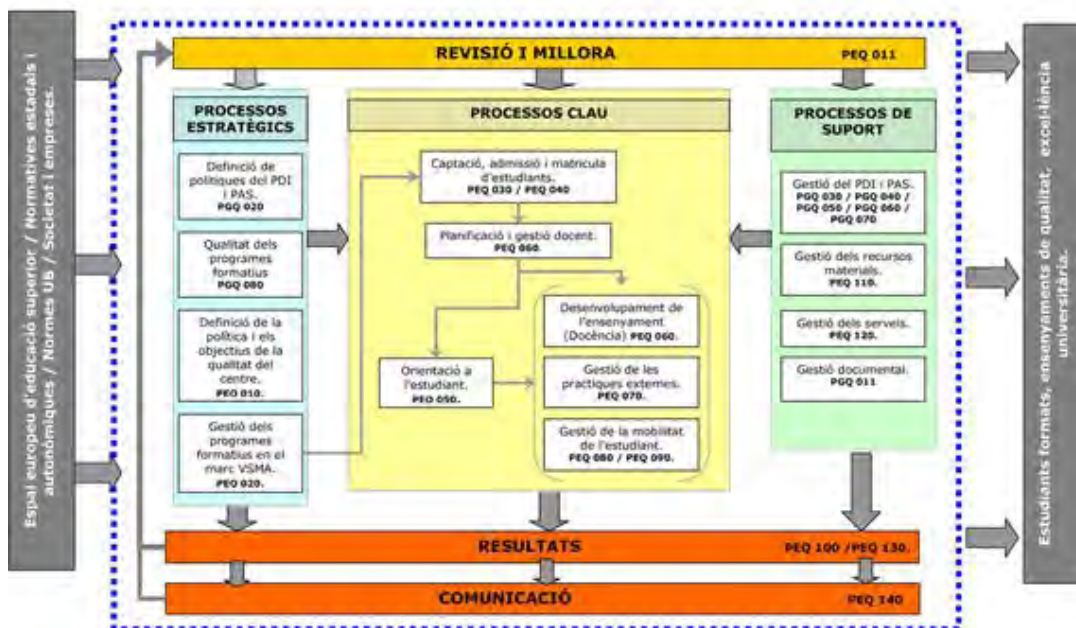 Espai europeu d'educació superior / Normatives estadals i
autonòmiques / Normes UB / Societat i empreses.
REVISIÓ I MILLORA
PEQ 011
PROCESSOS
ESTRATÈGICS
Definició de
polítiques del PDI
i PAS.
PGQ 020
Qualitat dels
programes
formatius
PGQ 080
Definició de la
política i els
objectius de la
qualitat del
centre.
PEQ 010.
Gestió dels
programes
formatius en el
marc VSMA.
PEQ 020.
PROCESSOS CLAU
Captació, admissió i matrícula
d'estudiants.
PEQ 030 / PEQ 040
Planificació i gestió docent.
PEQ 060.
Desenvolupament de
l'ensenyament
(Docència) PEQ 060.
Orientació a
l'estudiant.
PEQ 050.
Gestió de les
practiques externes.
PEQ 070.
Gestió de la mobilitat
de l'estudiant.
PEQ 080 / PEQ 090.
PROCESSOS DE
SUPORT
Gestió del PDI i PAS.
PGQ 030 / PGQ 040 /
PGQ 050 / PGQ 060 /
PGQ 070
Gestió dels recursos
materials.
PEQ 110.
Gestió dels serveis.
PEQ 120.
Gestió documental.
PGQ 011
RESULTATS
PEQ 100 /PEQ 130.
COMUNICACIÓ
PEQ 140
Estudiants formats, ensenyaments de qualitat, excel·lència
universitària.